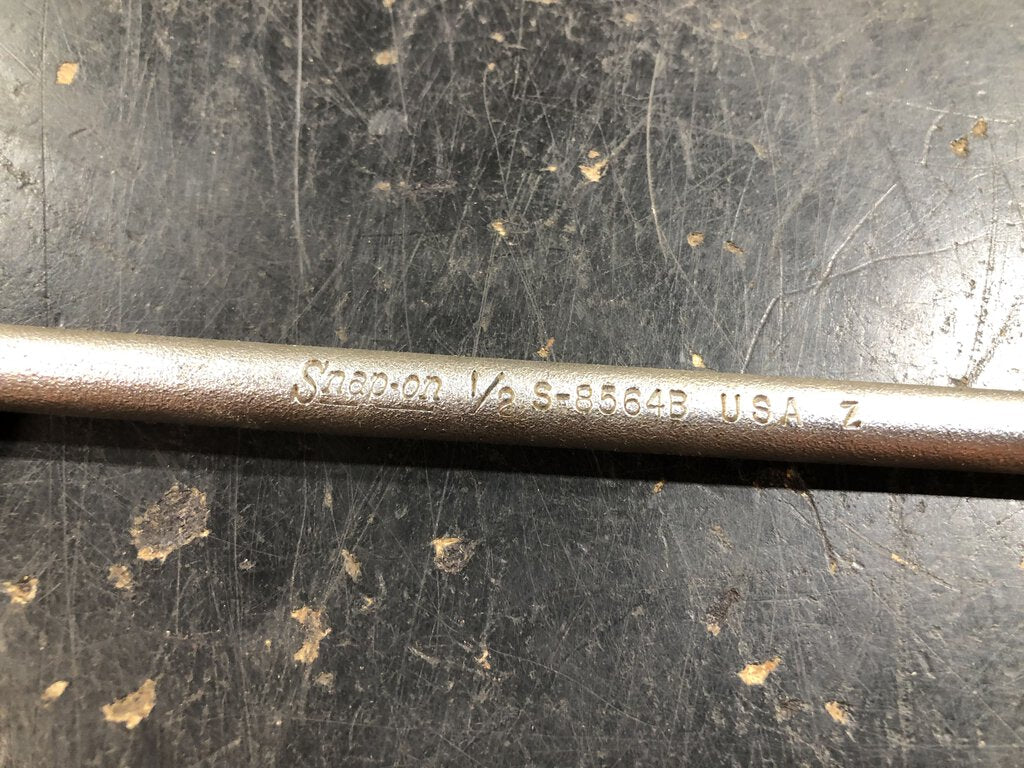 Snap-on 1/2 S-8564B USA Z